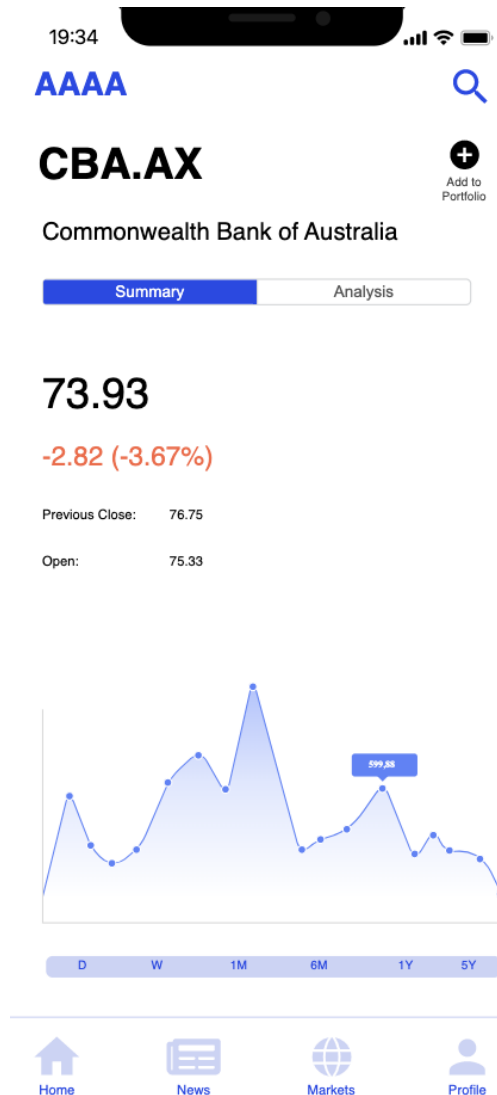 19:34
AAAA
CBA.AX
Add to
Portfolio
Commonwealth Bank of Australia
Summary Analysis
73.93
-2.82 (-3.67%)
Previous Close: 76.75
Open: 75.33
599,88
D W 1M 6M 1Y 5Y
Home News Markets Profile